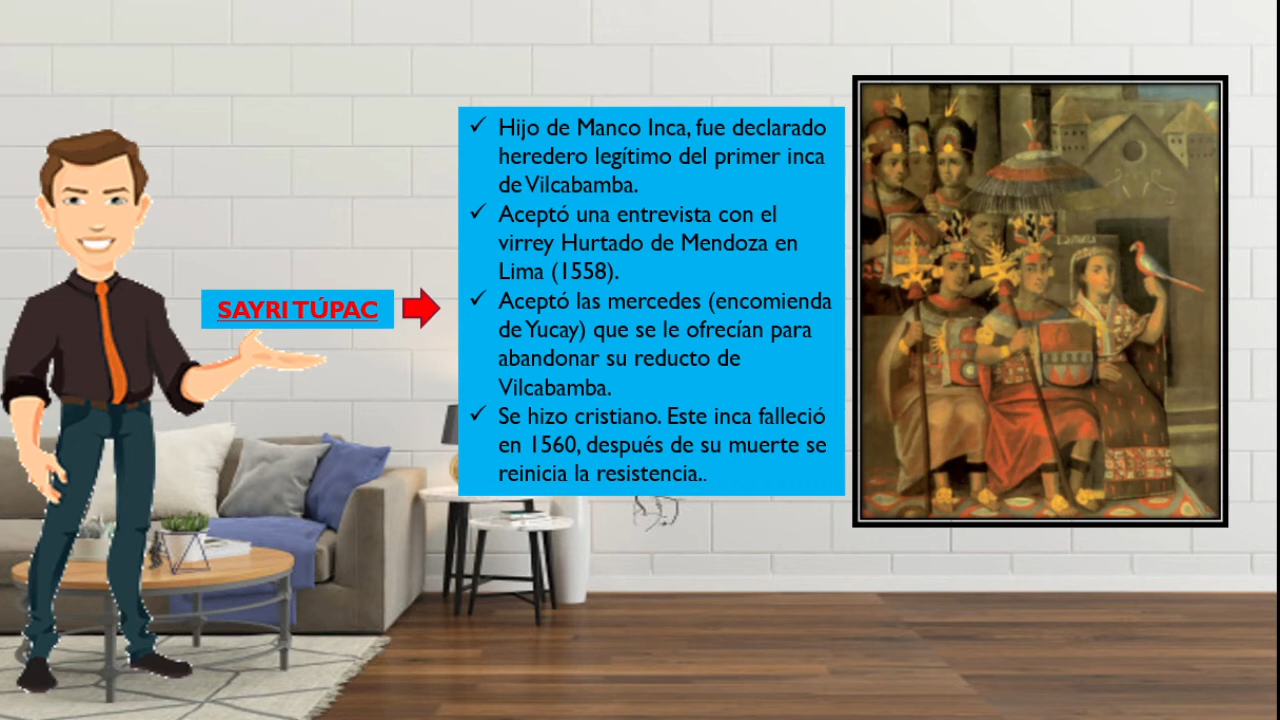 SAYRI TÚPAC
✓ Hijo de Manco Inca, fue declarado
heredero legítimo del primer inca
de Vilcabamba.
✓ Aceptó una entrevista con el
virrey Hurtado de Mendoza en
Lima (1558).
✓ Aceptó las mercedes (encomienda
de Yucay) que se le ofrecían para
abandonar su reducto de
Vilcabamba.
✓ Se hizo cristiano. Este inca falleció
en 1560, después de su muerte se
reinicia la resistencia..